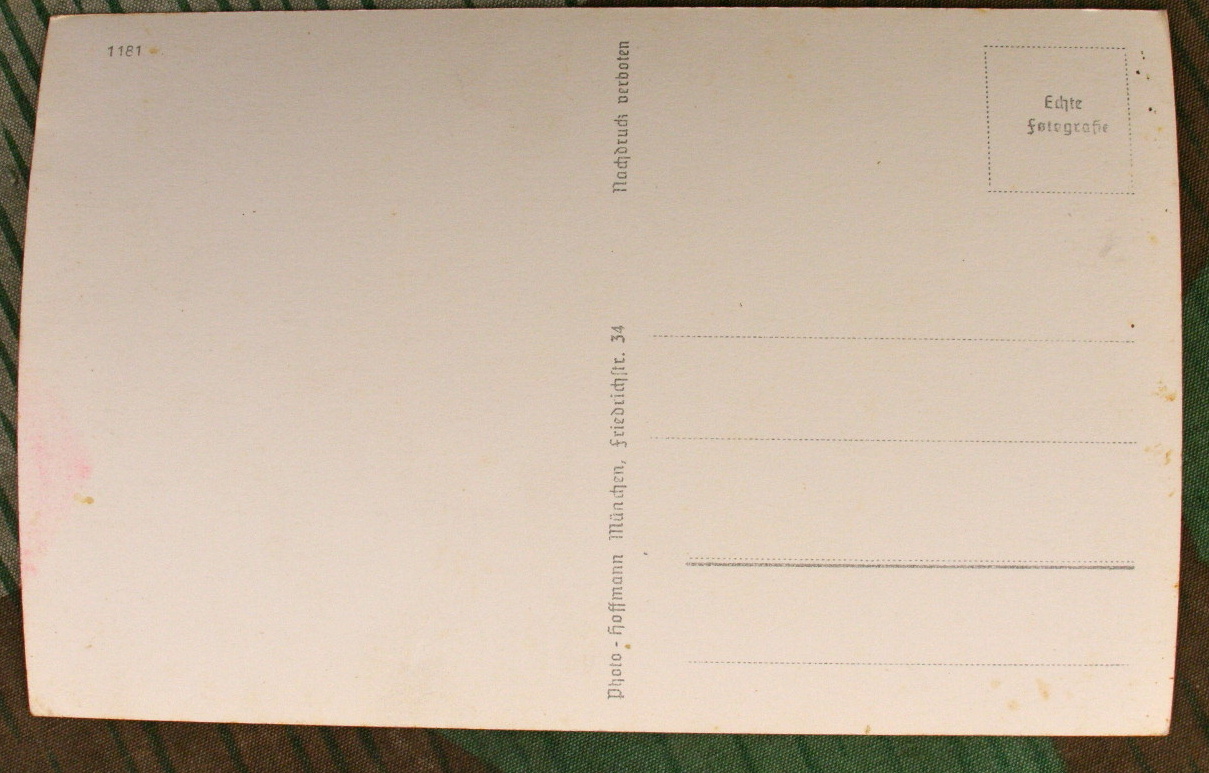 1181
Nachdruck verboten
Photo-Hoffmann München, Friedrichstr. 34
Echte
Fotografie